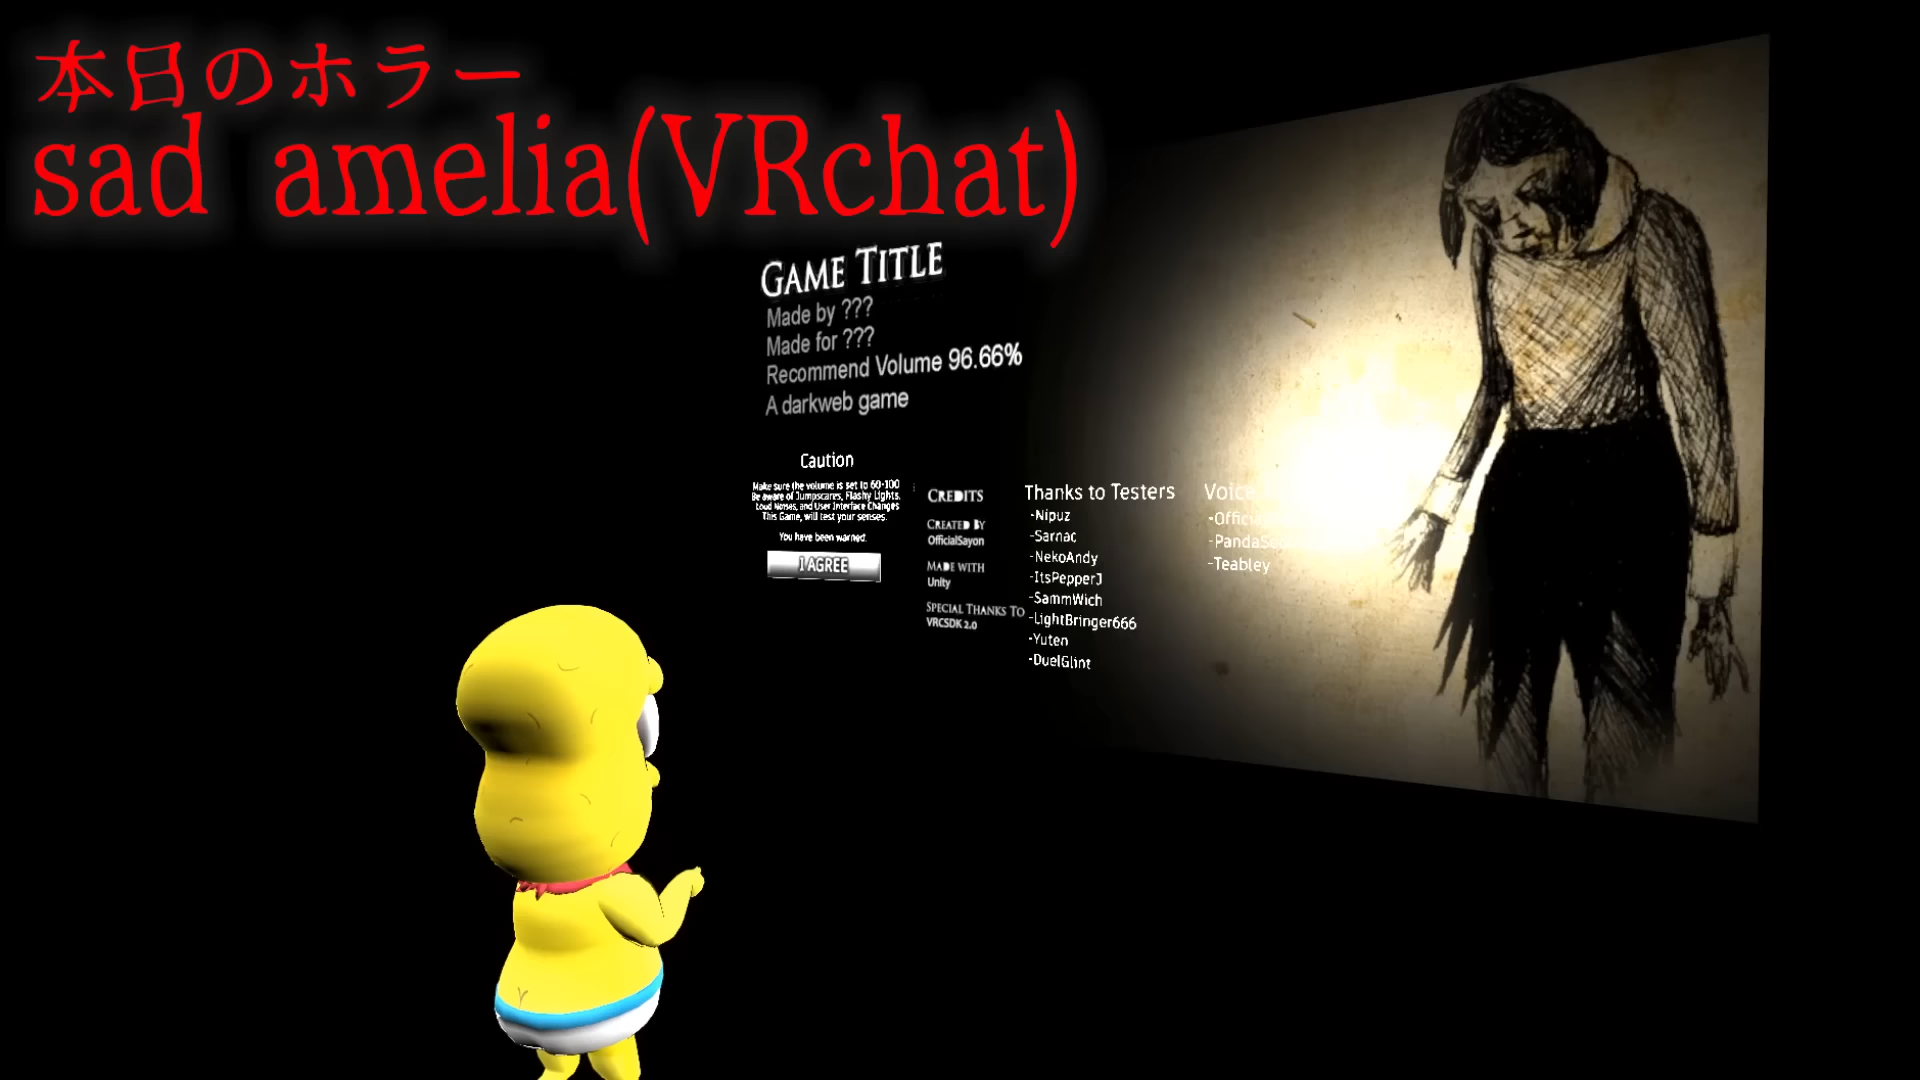 本日のホラー
sad amelia(VRchat)
GAME TITLE
Made by ???
Made for ???
Recommend Volume 96.66%
A darkweb game
Caution
Make sure the volume is set to 60-100
Be aware of Jumpscares, Flashy Lights,
Loud Noises, and User Interface Changes
This Game, will test your senses.
You have been warned.
I AGREE
CREDITS
CREATED BY
OfficialSayon
MADE WITH
Unity
SPECIAL THANKS TO
VRCSDK 2.0
Thanks to Testers
-Nipuz
-Sarnac
-NekoAndy
-ItsPepperJ
-SammWich
-LightBringer666
-Yuten
-DuelGlint
Voice
-Teabley